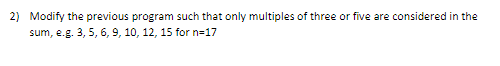 2) Modify the previous program such that only multiples of three or five are considered in the
sum, e.g. 3, 5, 6, 9, 10, 12, 15 for n=17